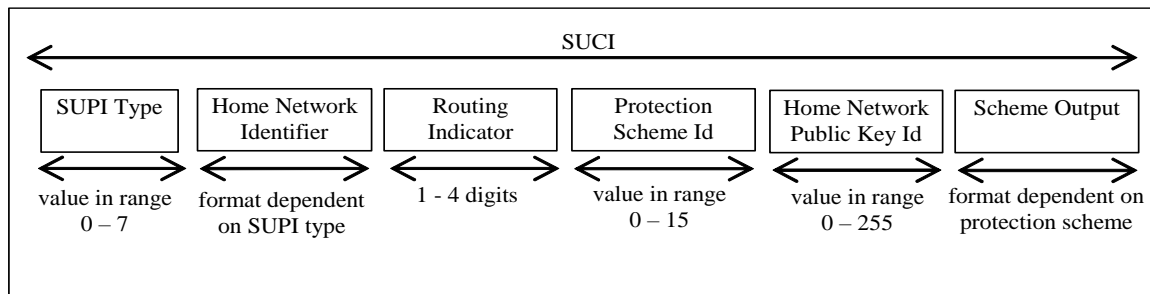 SUCI
SUPI Type
Home Network
Identifier
Routing
Indicator
Protection
Scheme Id
Home Network
Public Key Id
Scheme Output
value in range
0 – 7
format dependent
on SUPI type
1 - 4 digits
value in range
0 – 15
value in range
0 – 255
format dependent on
protection scheme